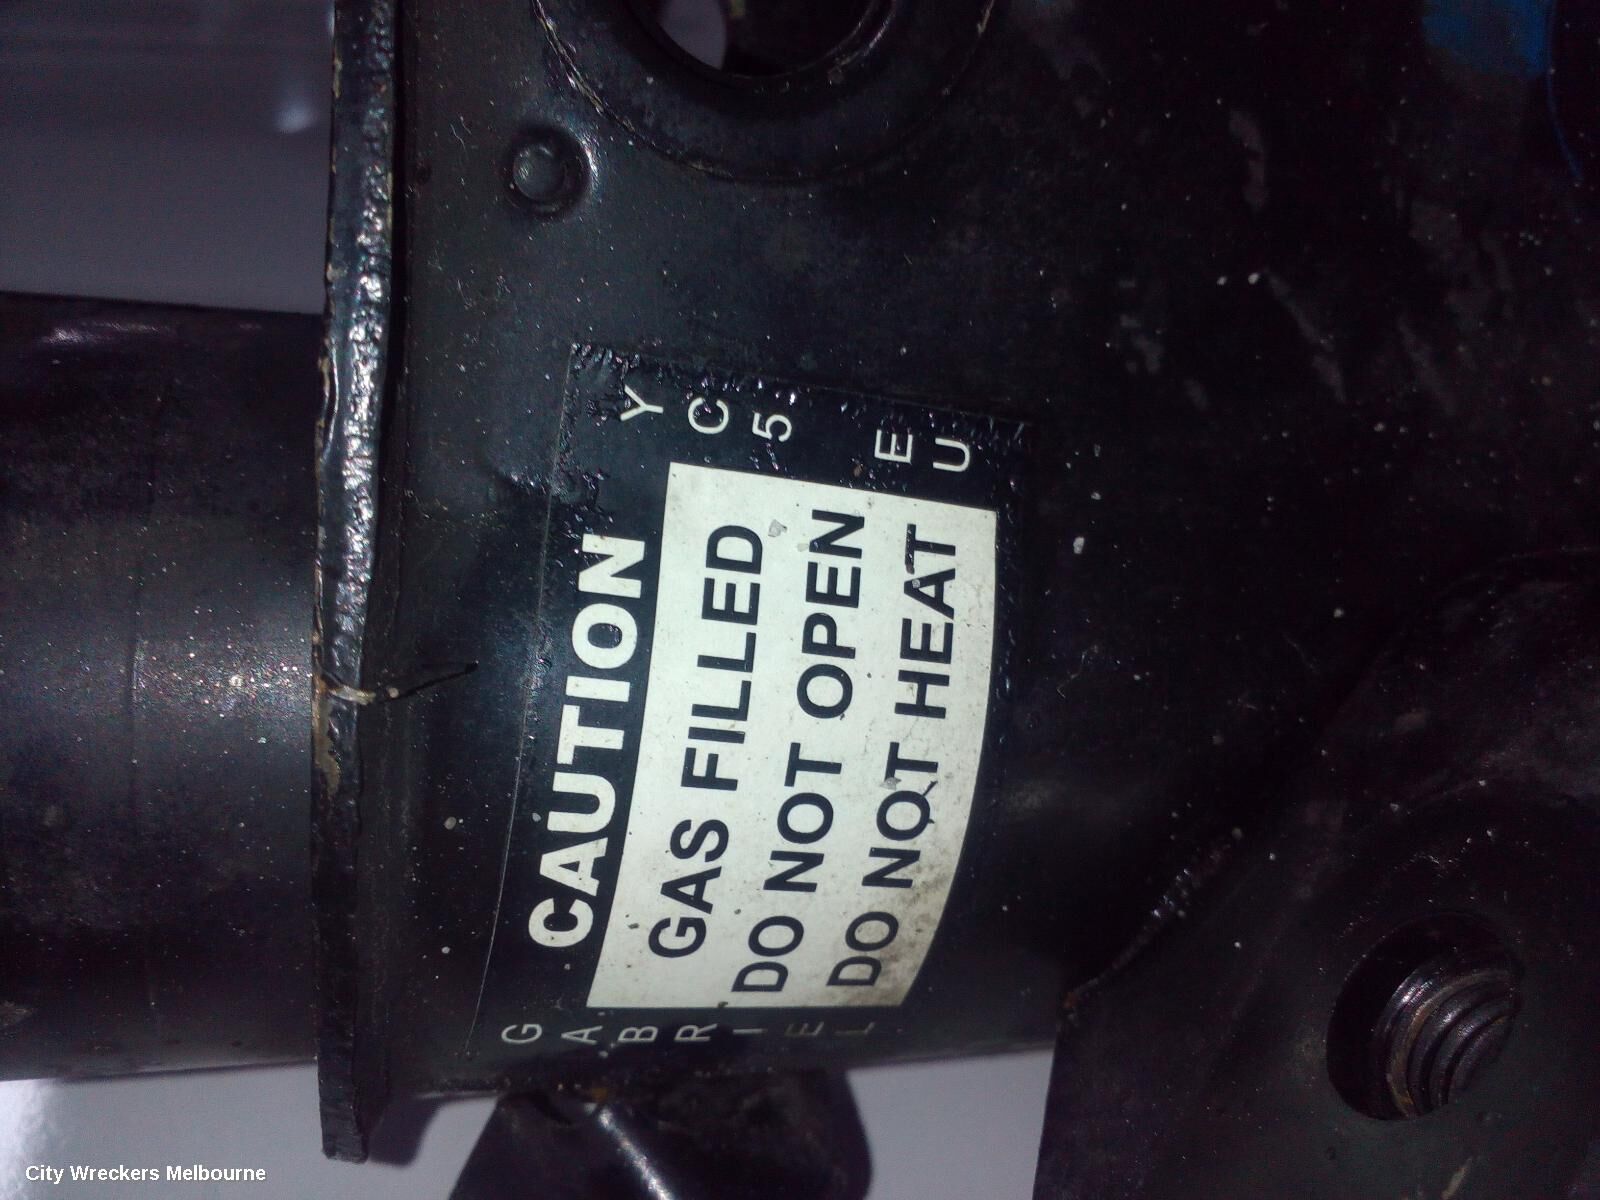 CAUTION
GAS FILLED
DO NOT OPEN
DO NOT HEAT
GABRIEL
YC5 EU
City Wreckers Melbourne